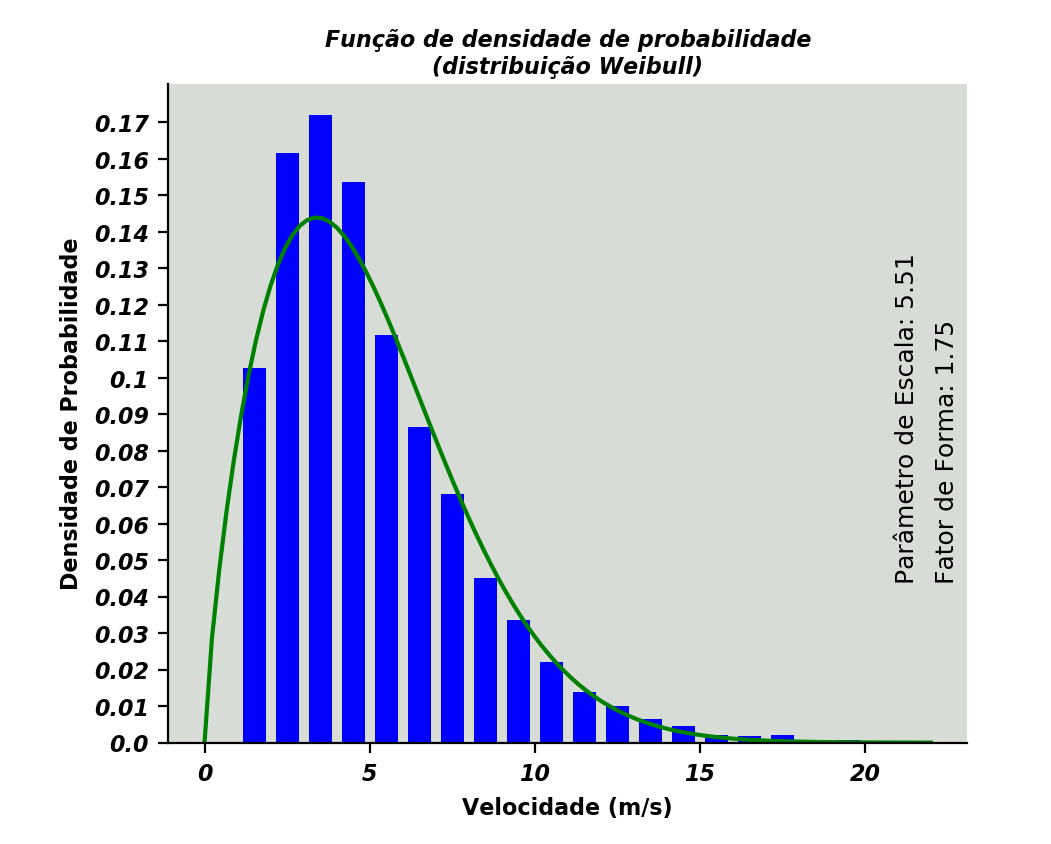 Função de densidade de probabilidade
(distribuição Weibull)
Densidade de Probabilidade
0.17
0.16
0.15
0.14
0.13
0.12
0.11
0.1
0.09
0.08
0.07
0.06
0.05
0.04
0.03
0.02
0.01
0.0
0 5 10 15 20
Velocidade (m/s)
Parâmetro de Escala: 5.51
Fator de Forma: 1.75